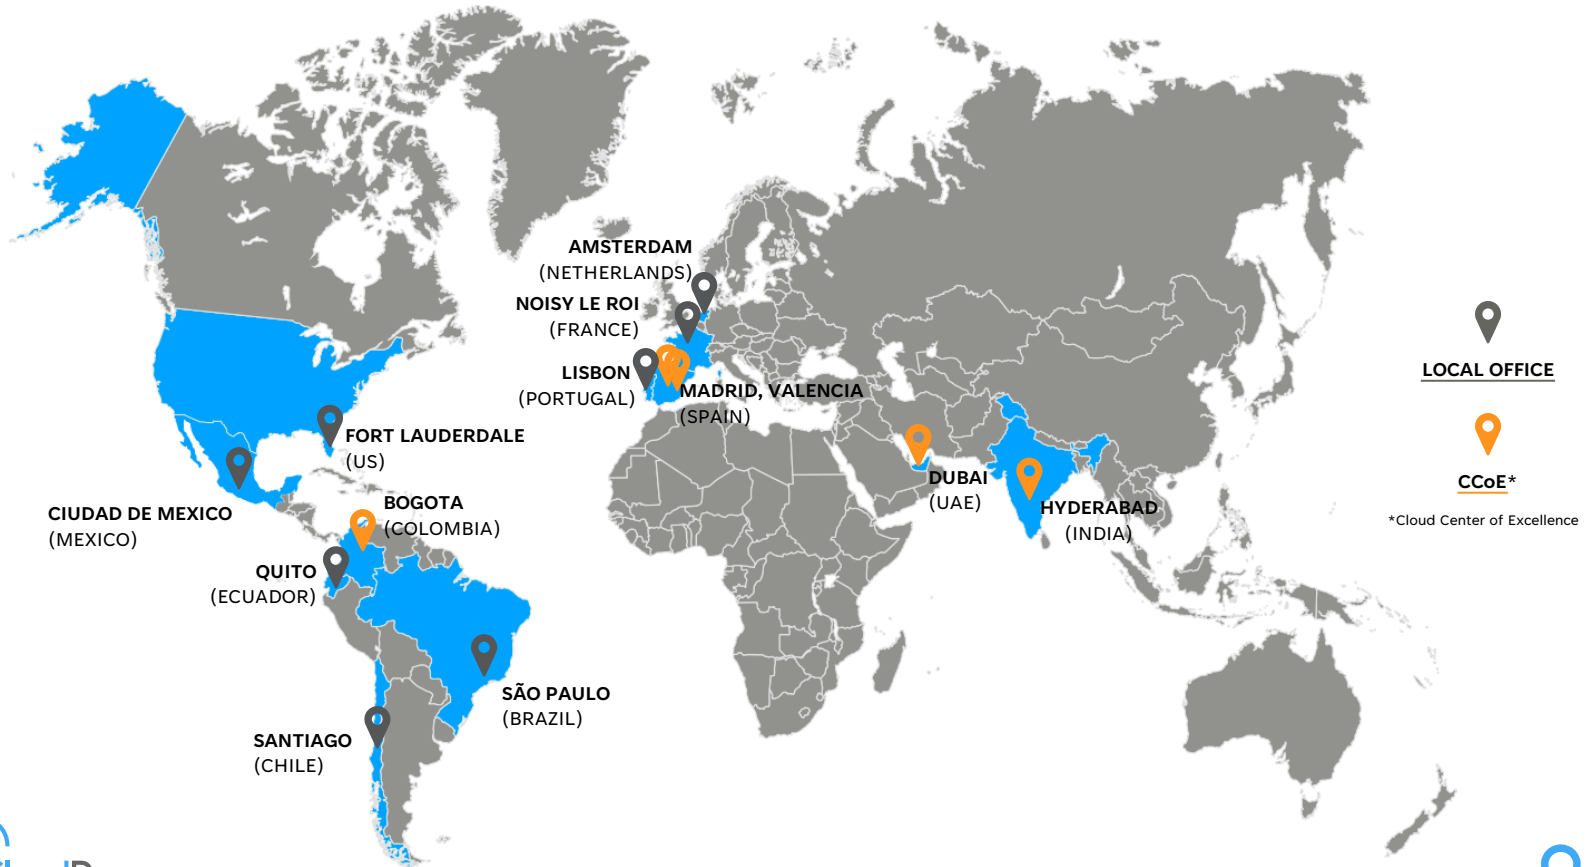 AMSTERDAM
(NETHERLANDS)
NOISY LE ROI
(FRANCE)
LISBON
(PORTUGAL)
MADRID, VALENCIA
(SPAIN)
FORT LAUDERDALE
(US)
CIUDAD DE MEXICO
(MEXICO)
BOGOTA
(COLOMBIA)
QUITO
(ECUADOR)
SÃO PAULO
(BRAZIL)
SANTIAGO
(CHILE)
DUBAI
(UAE)
HYDERABAD
(INDIA)
LOCAL OFFICE
CCoE*
*Cloud Center of Excellence